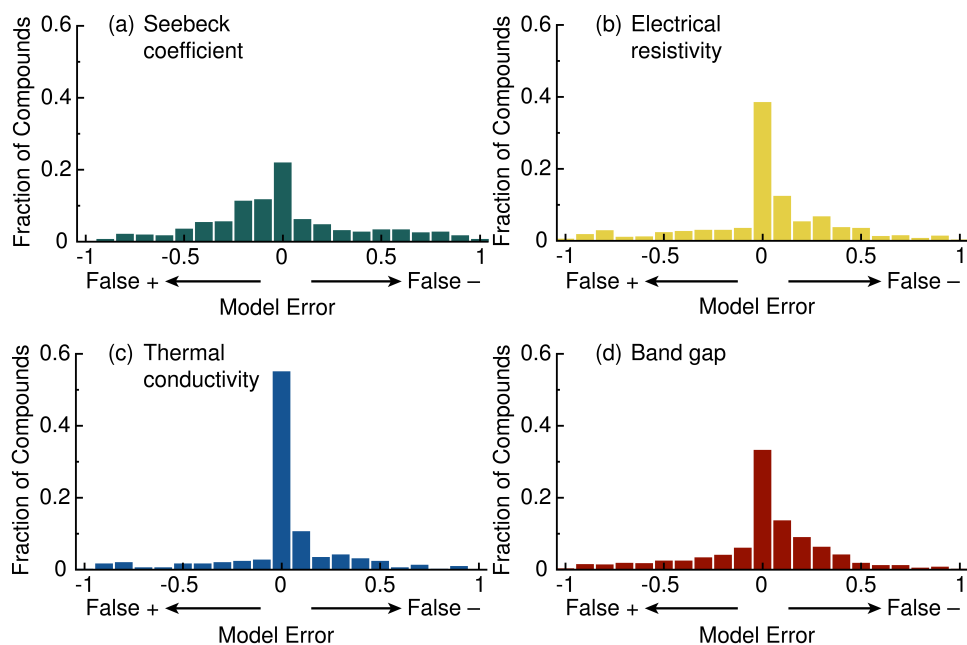 (a) Seebeck
coefficient
Fraction of Compounds
0.6
0.4
0.2
0
-1
-0.5
0
0.5
1
False +
False –
Model Error
(b) Electrical
resistivity
Fraction of Compounds
0.6
0.4
0.2
0
-1
-0.5
0
0.5
1
False +
False –
Model Error
(c) Thermal
conductivity
Fraction of Compounds
0.6
0.4
0.2
0
-1
-0.5
0
0.5
1
False +
False –
Model Error
(d) Band gap
Fraction of Compounds
0.6
0.4
0.2
0
-1
-0.5
0
0.5
1
False +
False –
Model Error